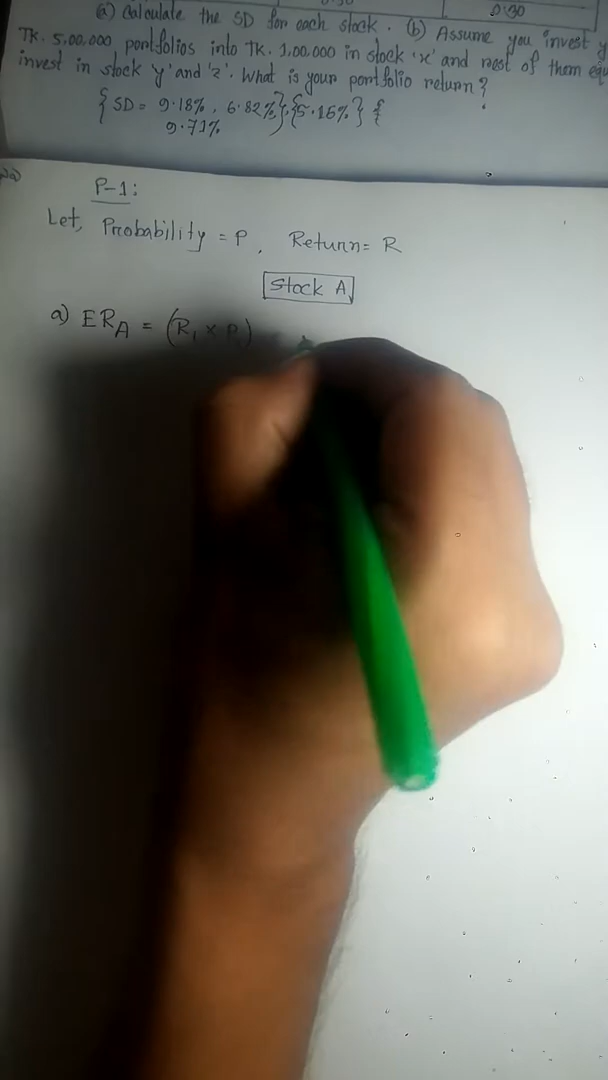 0.30
(a) Calculate the SD for each stock. (b) Assume you invest
Tk. 5,00,000 portfolios into Tk. 1,00,000 in stock 'x' and rest of them
invest in stock 'y' and 'z'. What is your portfolio return?
{SD = 9.18%, 6.82%,} {5.16%}
9.71%
P-1:
Let, Probability = P, Return = R
Stock A
a) ERA = (R1 × P1)